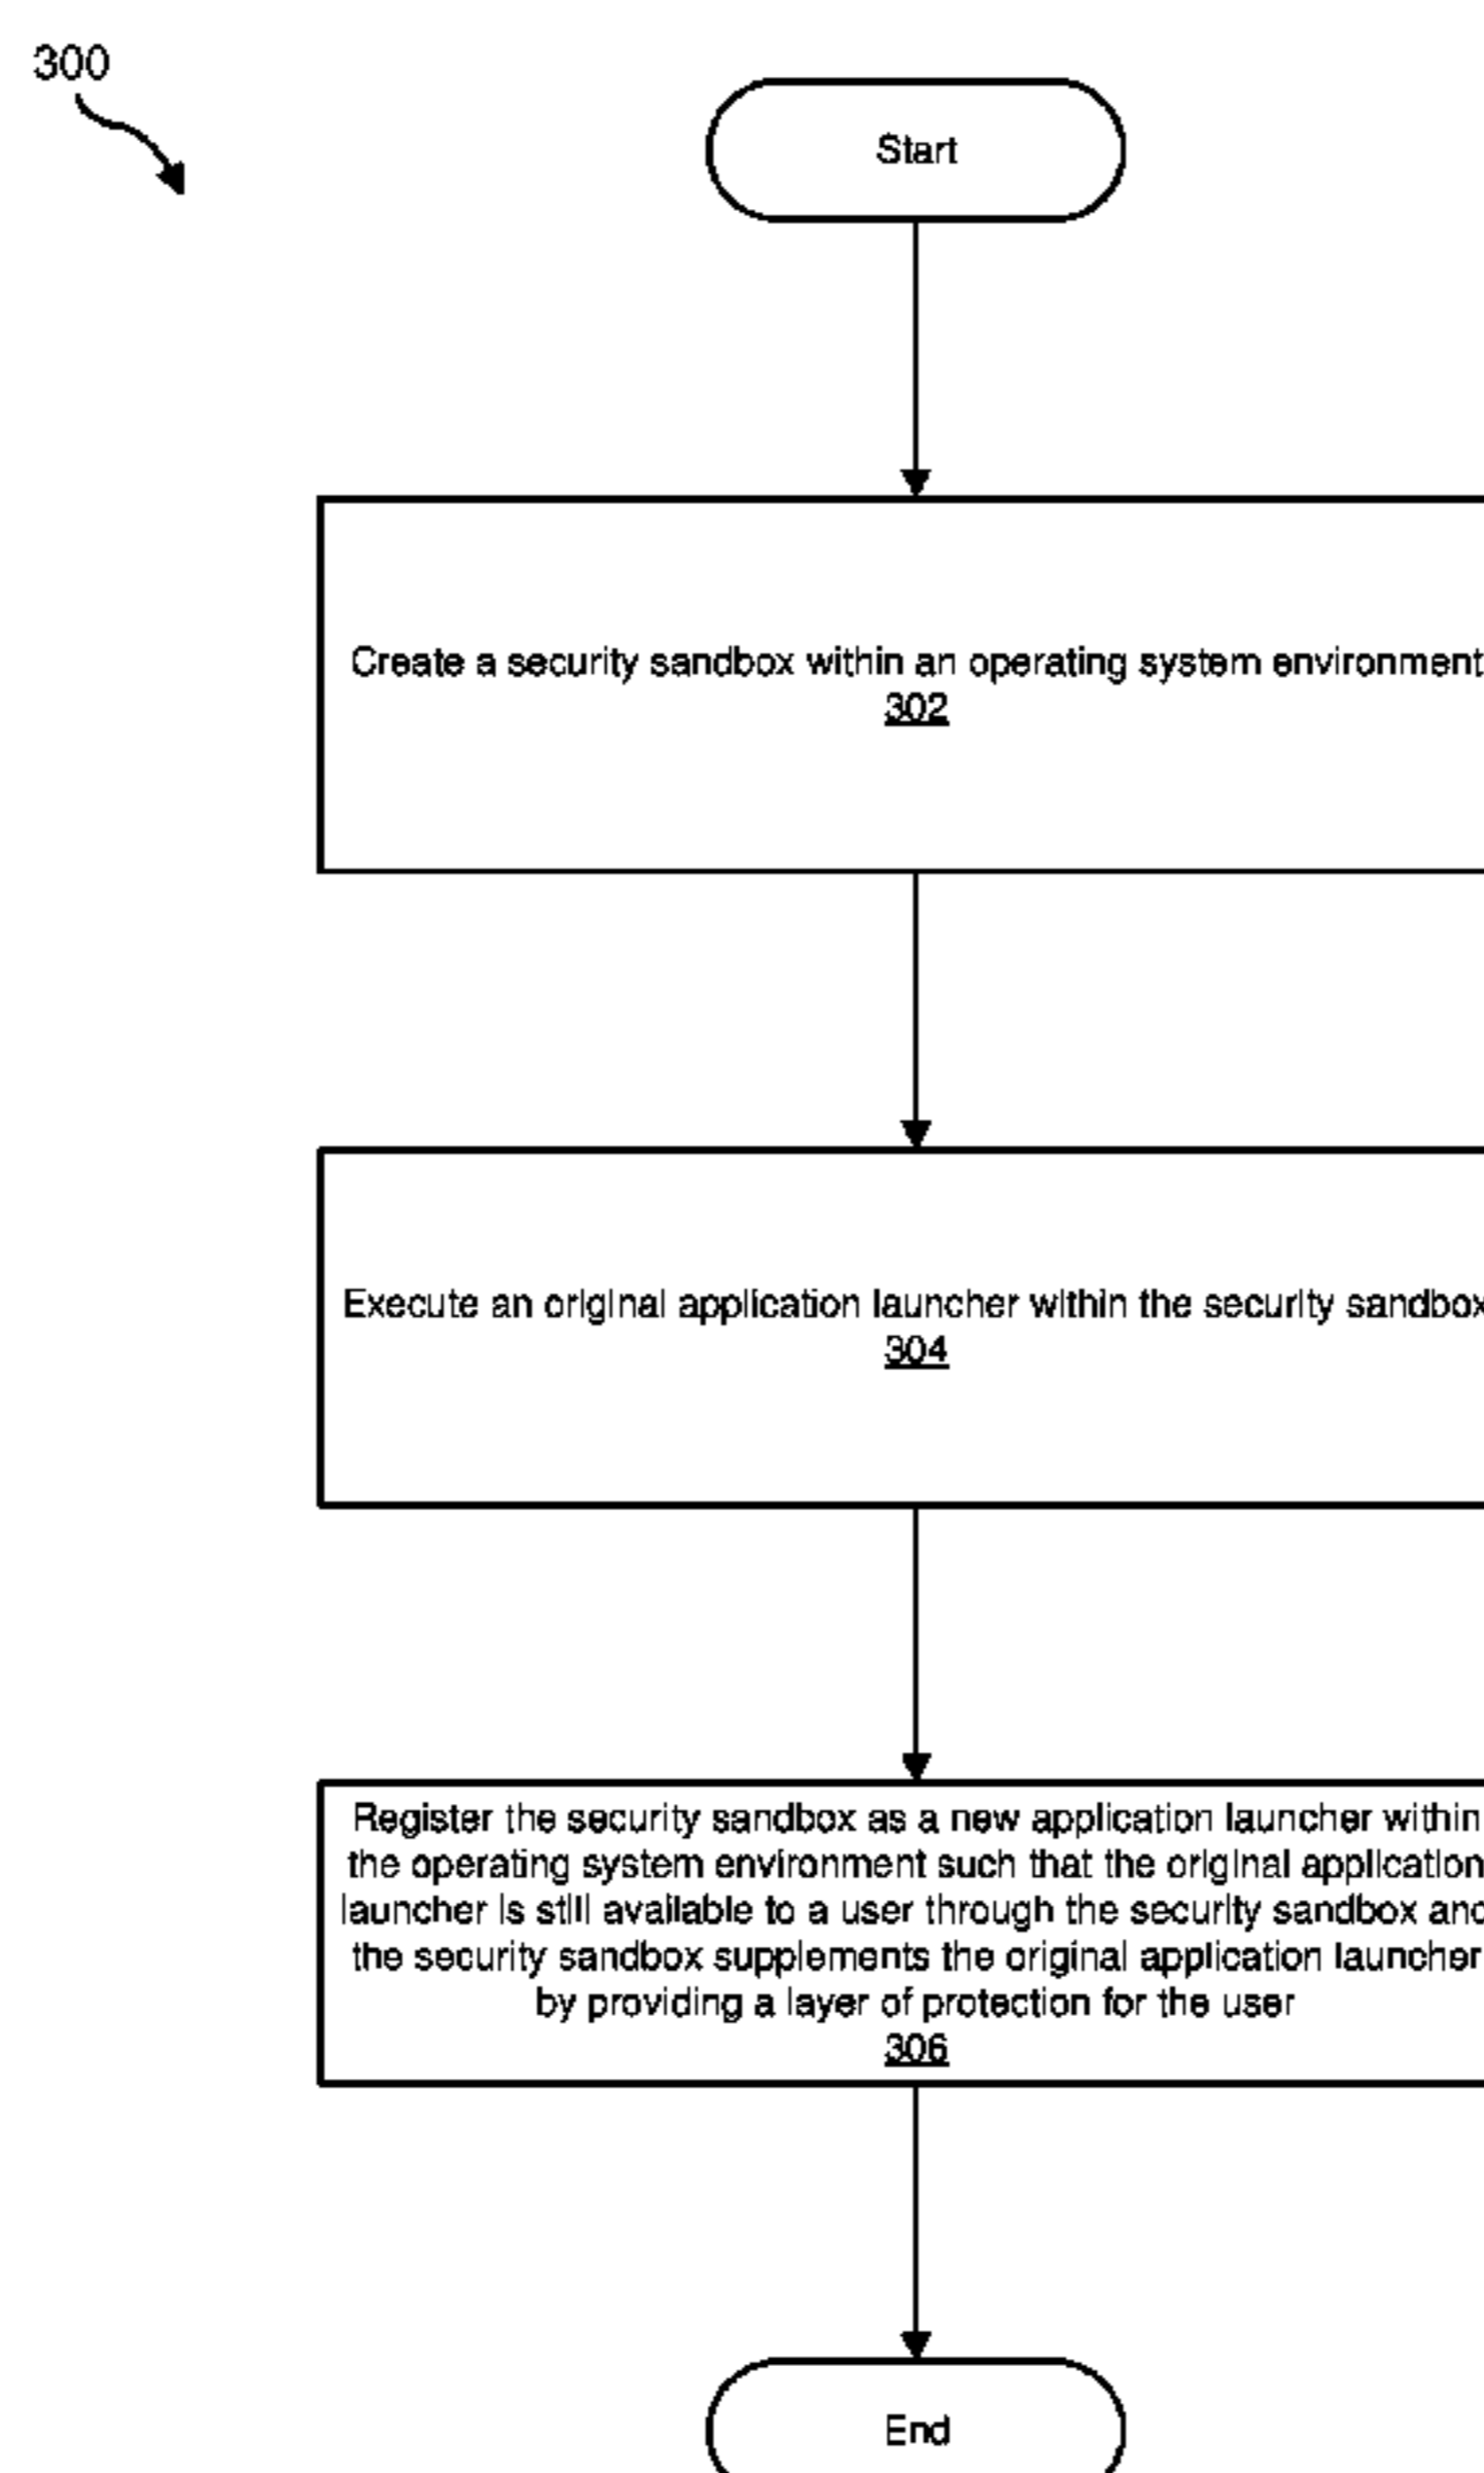 300
Start
Create a security sandbox within an operating system environment
302
Execute an original application launcher within the security sandbox
304
Register the security sandbox as a new application launcher within
the operating system environment such that the original application
launcher is still available to a user through the security sandbox and
the security sandbox supplements the original application launcher
by providing a layer of protection for the user
306
End